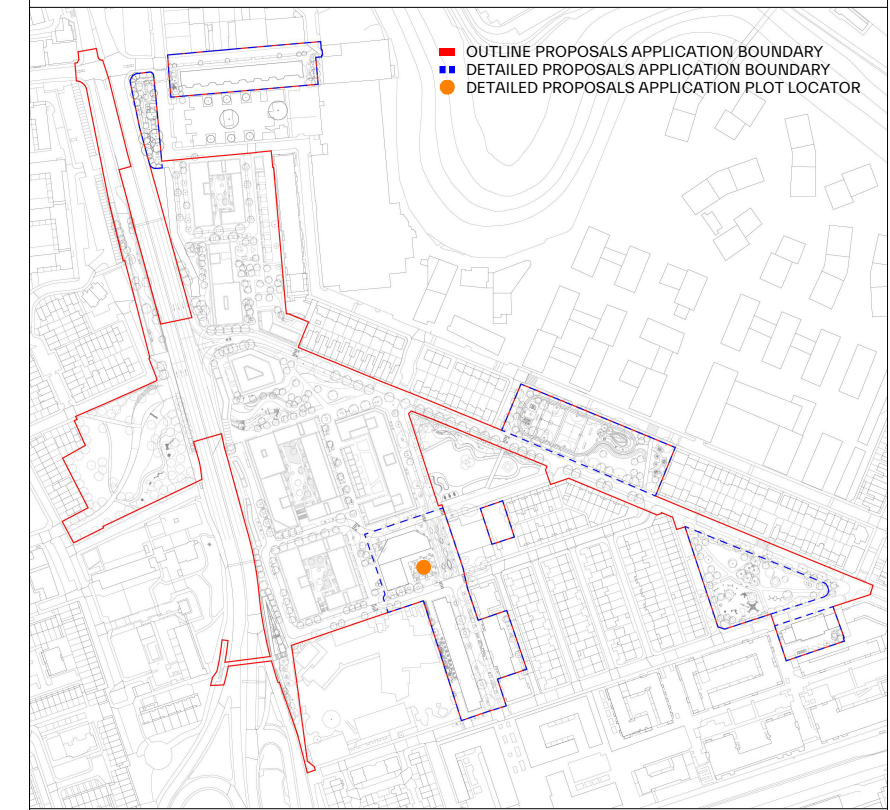 OUTLINE PROPOSALS APPLICATION BOUNDARY
DETAILED PROPOSALS APPLICATION BOUNDARY
DETAILED PROPOSALS APPLICATION PLOT LOCATOR